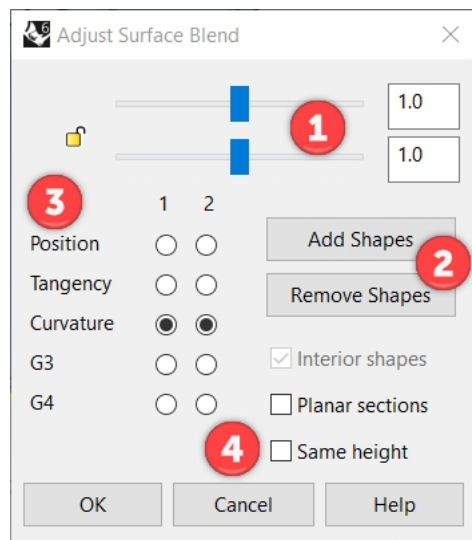 6 Adjust Surface Blend
1.0
1
1.0
3 1 2
Position Add Shapes
2
Tangency Remove Shapes
Curvature
Interior shapes
G3
Planar sections
G4
4 Same height
OK Cancel Help